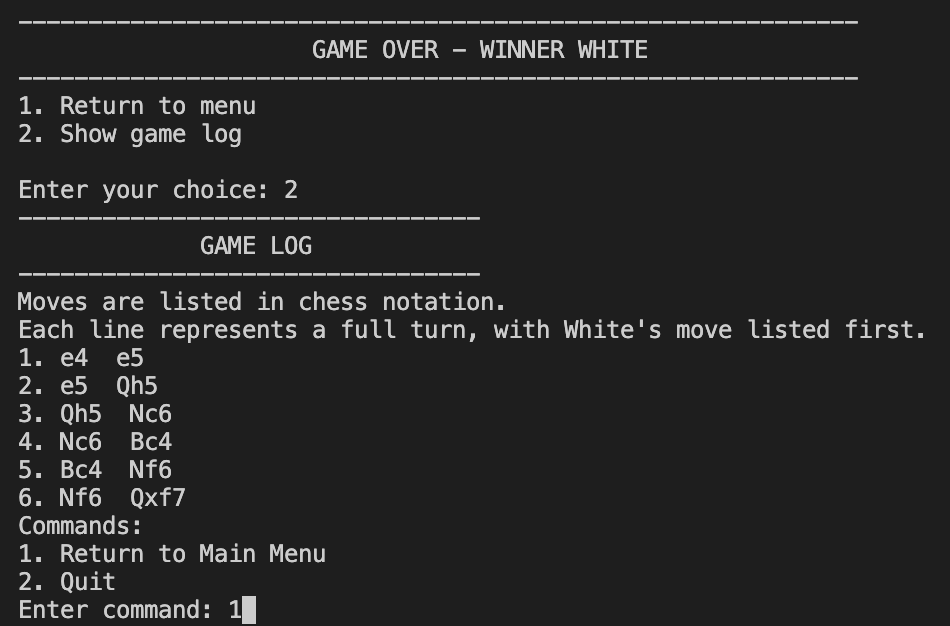 GAME OVER – WINNER WHITE
1. Return to menu
2. Show game log
Enter your choice: 2
GAME LOG
Moves are listed in chess notation.
Each line represents a full turn, with White's move listed first.
1. e4  e5
2. e5  Qh5
3. Qh5  Nc6
4. Nc6  Bc4
5. Bc4  Nf6
6. Nf6  Qxf7
Commands:
1. Return to Main Menu
2. Quit
Enter command: 1